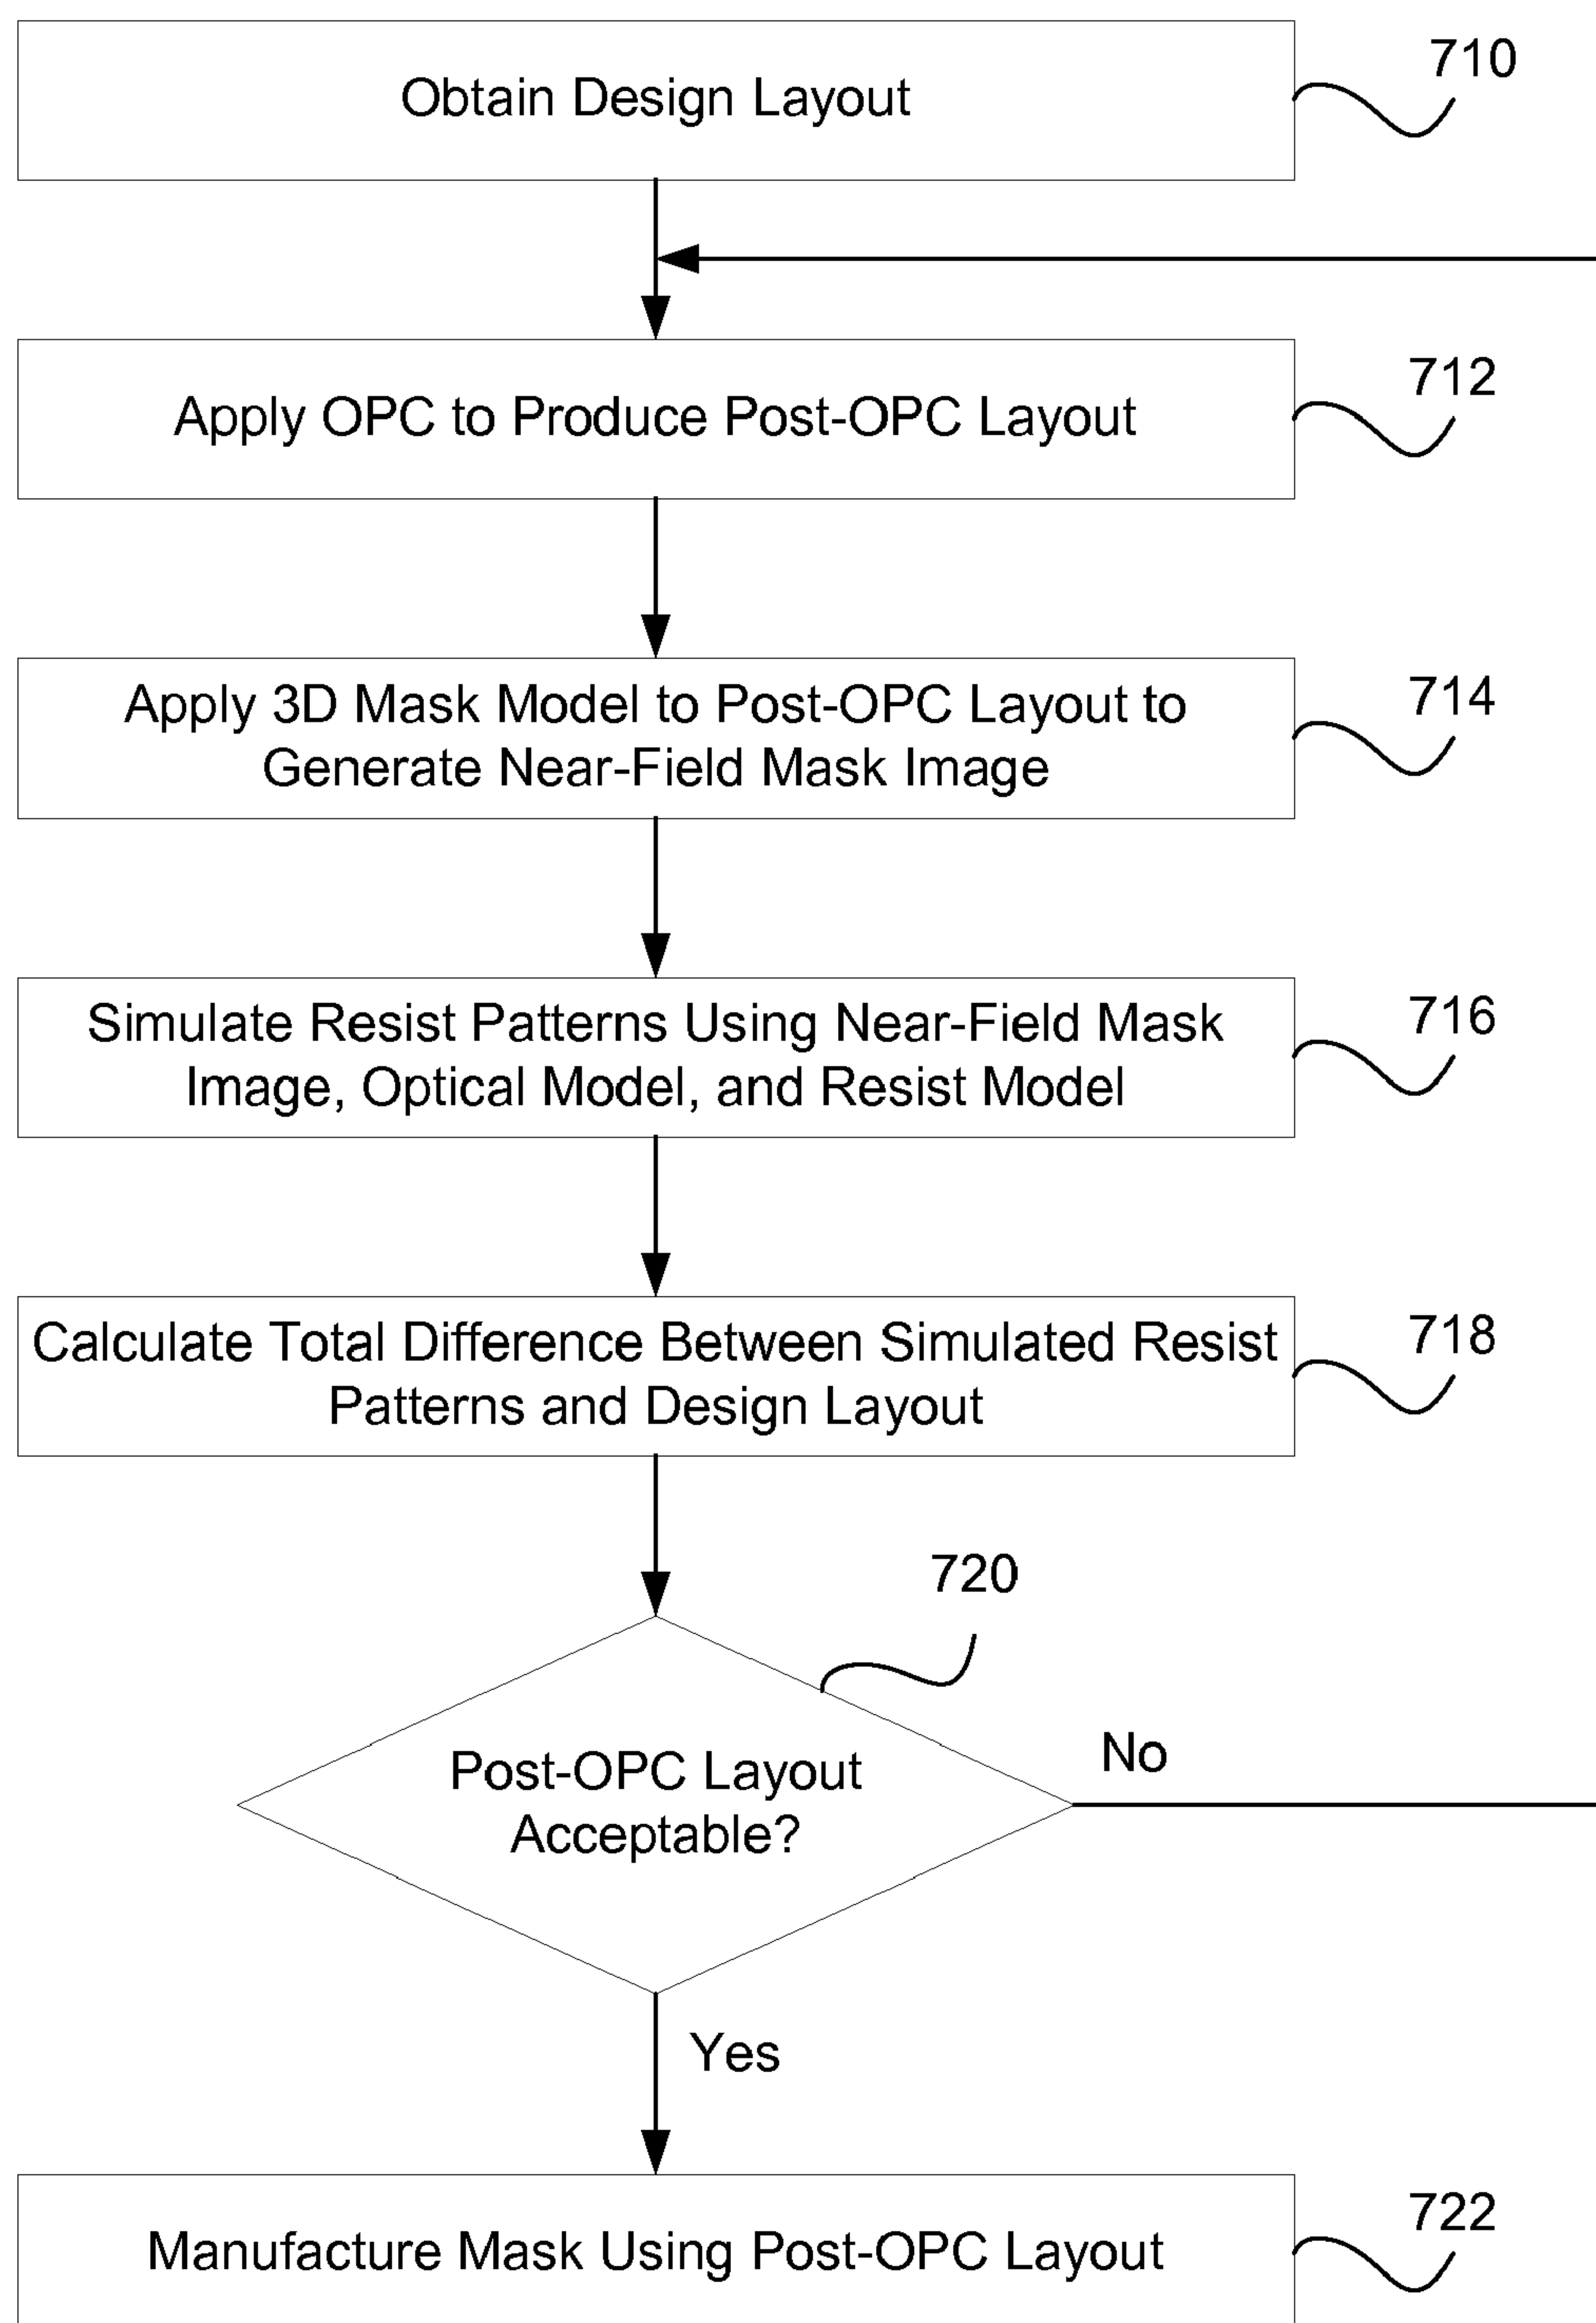 Obtain Design Layout
710
Apply OPC to Produce Post-OPC Layout
712
Apply 3D Mask Model to Post-OPC Layout to
Generate Near-Field Mask Image
714
Simulate Resist Patterns Using Near-Field Mask
Image, Optical Model, and Resist Model
716
Calculate Total Difference Between Simulated Resist
Patterns and Design Layout
718
720
Post-OPC Layout
Acceptable?
No
Yes
Manufacture Mask Using Post-OPC Layout
722